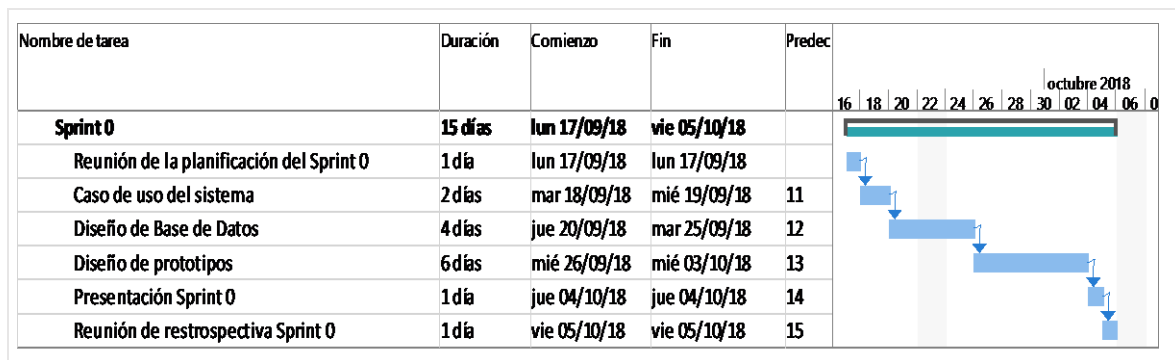 Nombre de tarea Duración Comienzo Fin Predec
octubre 2018
16 18 20 22 24 26 28 30 02 04 06 0
Sprint 0 15 días lun 17/09/18 vie 05/10/18
Reunión de la planificación del Sprint 0 1 día lun 17/09/18 lun 17/09/18
Caso de uso del sistema 2 días mar 18/09/18 mié 19/09/18 11
Diseño de Base de Datos 4 días jue 20/09/18 mar 25/09/18 12
Diseño de prototipos 6 días mié 26/09/18 mié 03/10/18 13
Presentación Sprint 0 1 día jue 04/10/18 jue 04/10/18 14
Reunión de restrospectiva Sprint 0 1 día vie 05/10/18 vie 05/10/18 15